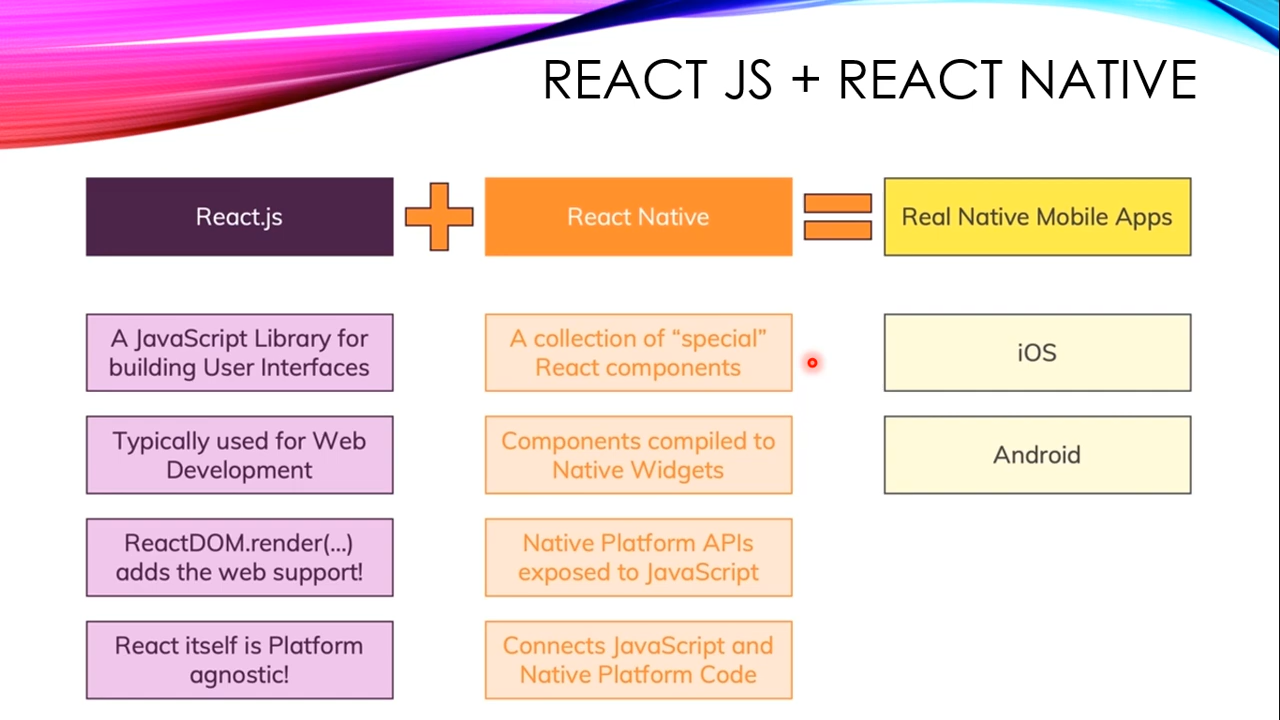 REACT JS + REACT NATIVE
React.js
React Native
Real Native Mobile Apps
A JavaScript Library for
building User Interfaces
Typically used for Web
Development
ReactDOM.render(...)
adds the web support!
React itself is Platform
agnostic!
A collection of “special”
React components
Components compiled to
Native Widgets
Native Platform APIs
exposed to JavaScript
Connects JavaScript and
Native Platform Code
iOS
Android